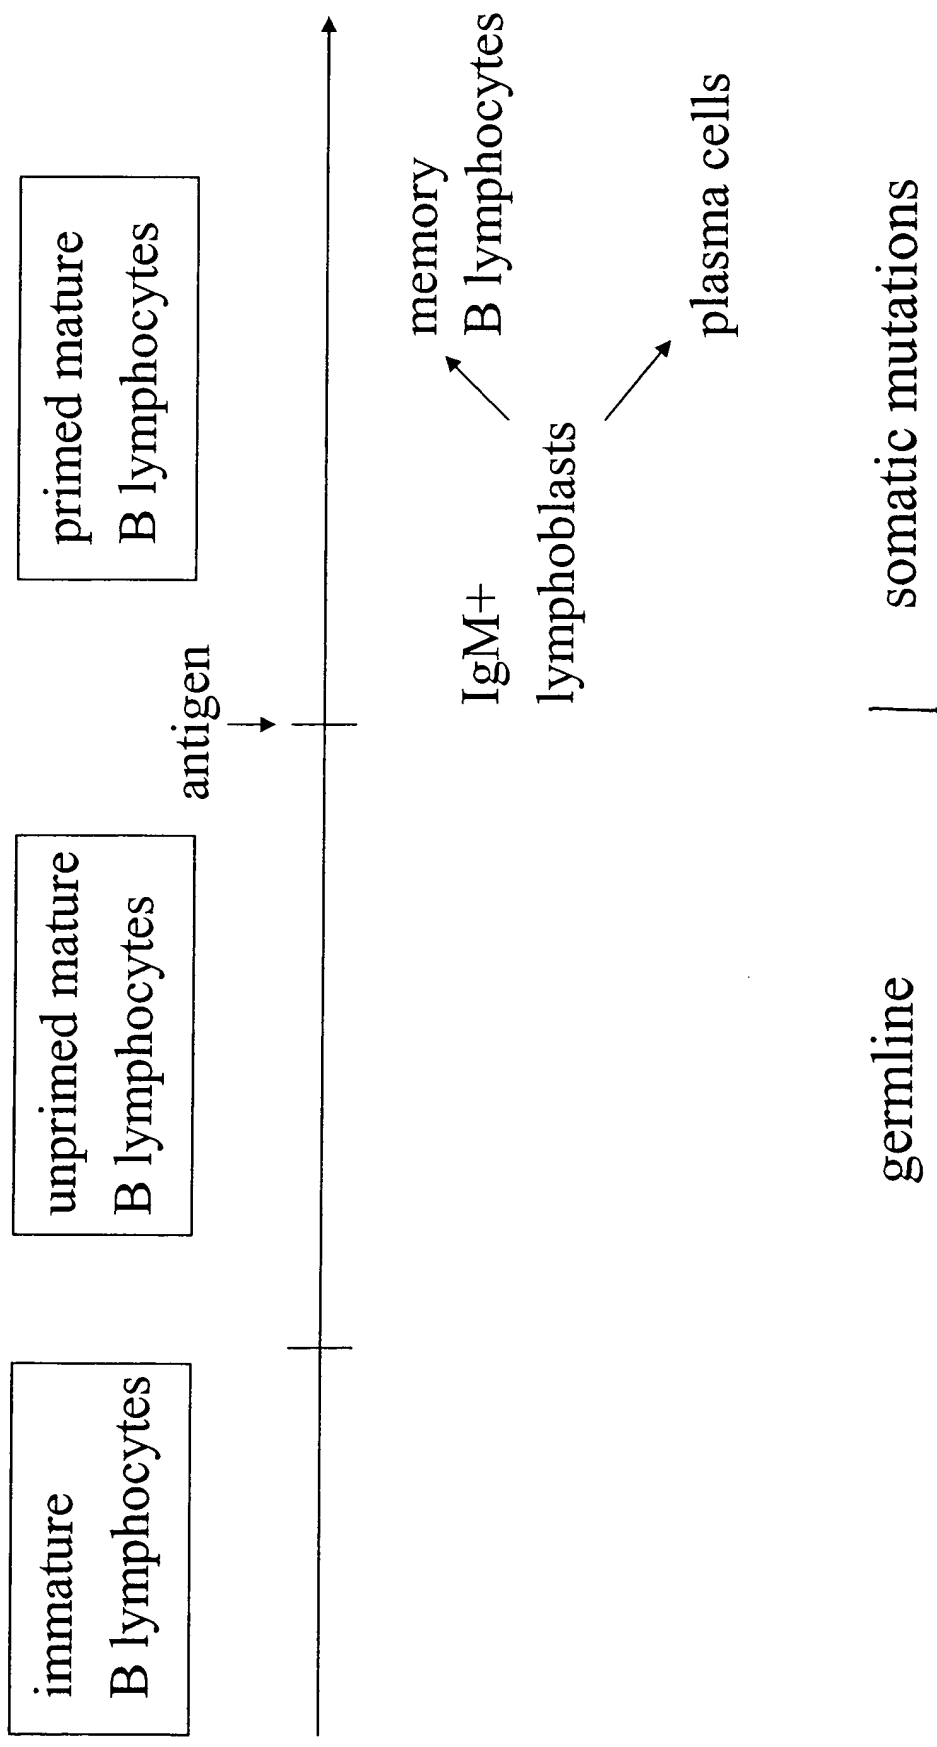 immature
B lymphocytes
unprimed mature
B lymphocytes
antigen
primed mature
B lymphocytes
IgM+
lymphoblasts
memory
B lymphocytes
plasma cells
germline
somatic mutations